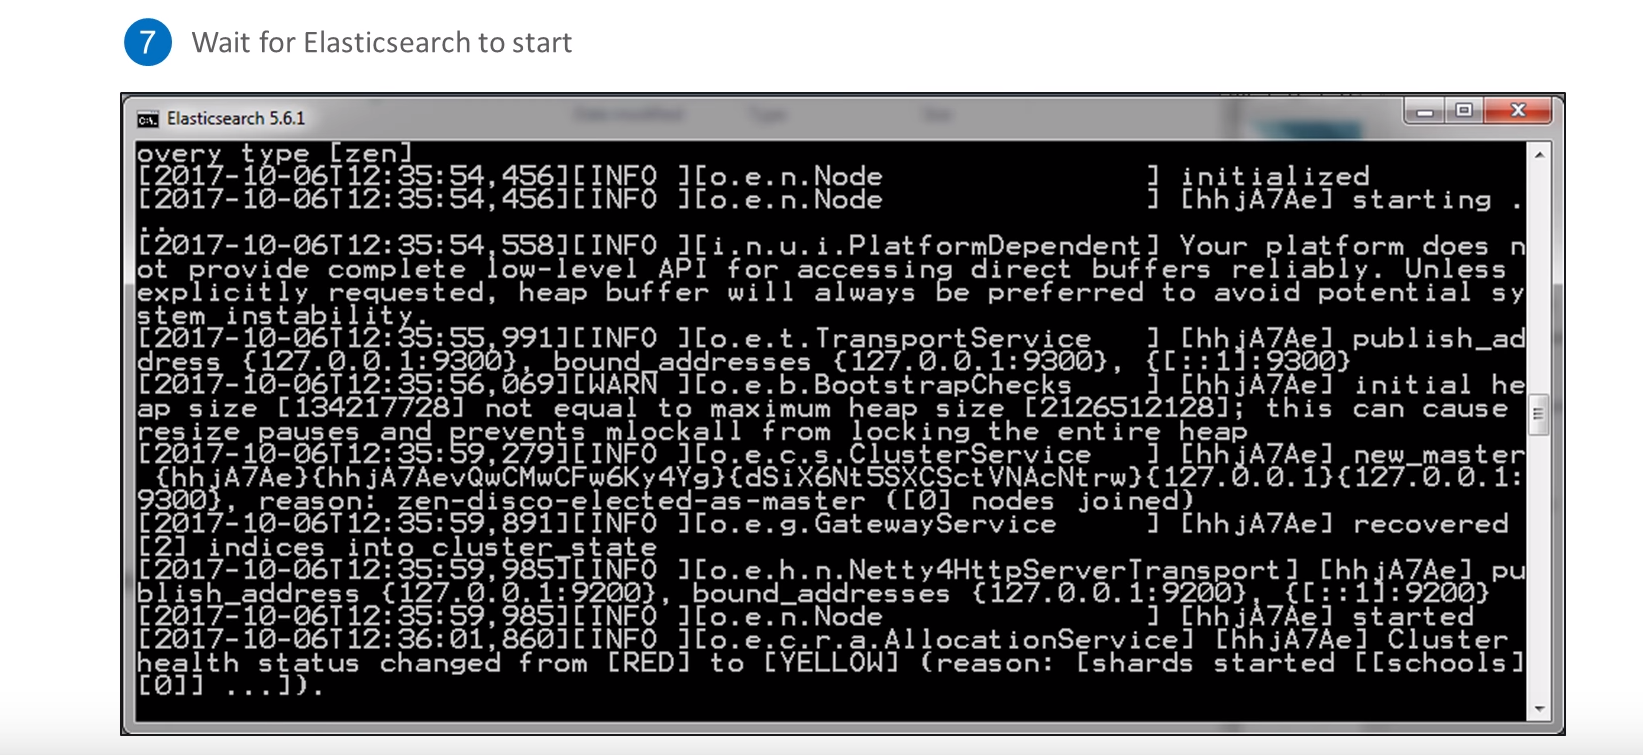 7 Wait for Elasticsearch to start
Elasticsearch 5.6.1
overy type [zen]
[2017-10-06T12:35:54,456][INFO ][o.e.n.Node               ] initialized
[2017-10-06T12:35:54,456][INFO ][o.e.n.Node               ] [hhjA7Ae] starting .
..
[2017-10-06T12:35:54,558][INFO ][i.n.u.i.PlatformDependent] Your platform does n
ot provide complete low-level API for accessing direct buffers reliably. Unless
explicitly requested, heap buffer will always be preferred to avoid potential sy
stem instability.
[2017-10-06T12:35:55,991][INFO ][o.e.t.TransportService   ] [hhjA7Ae] publish_ad
dress {127.0.0.1:9300}, bound_addresses {127.0.0.1:9300}, {[::1]:9300}
[2017-10-06T12:35:56,069][WARN ][o.e.b.BootstrapChecks    ] [hhjA7Ae] initial he
ap size [134217728] not equal to maximum heap size [2126512128]; this can cause
resize pauses and prevents mlockall from locking the entire heap
[2017-10-06T12:35:59,279][INFO ][o.e.c.s.ClusterService   ] [hhjA7Ae] new_master
 {hhjA7Ae}{hhjA7AevQwCMwCFw6Ky4Yg}{dSiX6Nt5SXCSctVNAcNtrw}{127.0.0.1}{127.0.0.1:
9300}, reason: zen-disco-elected-as-master ([0] nodes joined)
[2017-10-06T12:35:59,891][INFO ][o.e.g.GatewayService     ] [hhjA7Ae] recovered
[2] indices into cluster_state
[2017-10-06T12:35:59,985][INFO ][o.e.h.n.Netty4HttpServerTransport] [hhjA7Ae] pu
blish_address {127.0.0.1:9200}, bound_addresses {127.0.0.1:9200}, {[::1]:9200}
[2017-10-06T12:35:59,985][INFO ][o.e.n.Node               ] [hhjA7Ae] started
[2017-10-06T12:36:01,860][INFO ][o.e.c.r.a.AllocationService] [hhjA7Ae] Cluster
health status changed from [RED] to [YELLOW] (reason: [shards started [[schools]
[0]] ...]).